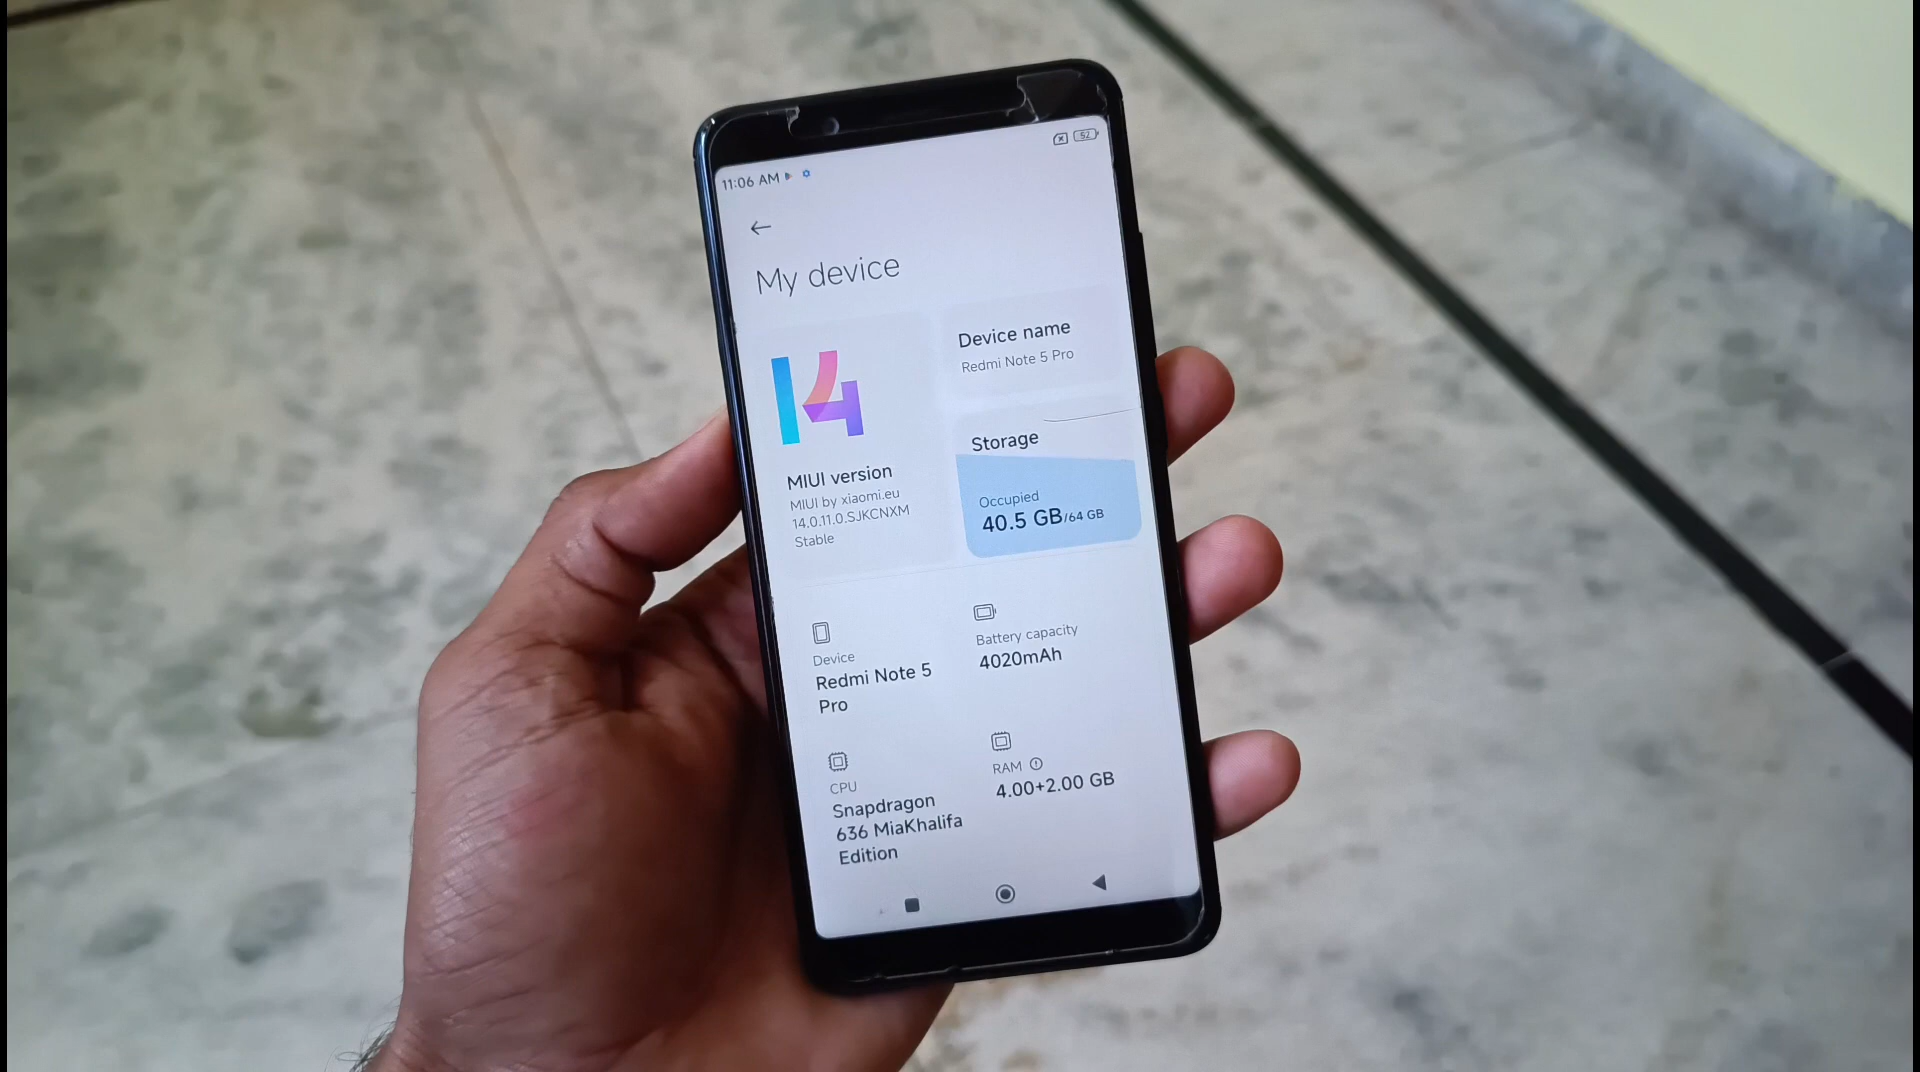 11:06 AM
52
My device
14
Device name
Redmi Note 5 Pro
MIUI version
MIUI by xiaomi.eu
14.0.11.0.SJKCNXM
Stable
Storage
Occupied
40.5 GB/64 GB
Device
Redmi Note 5
Pro
Battery capacity
4020mAh
CPU
Snapdragon
636 MiaKhalifa
Edition
RAM
4.00+2.00 GB